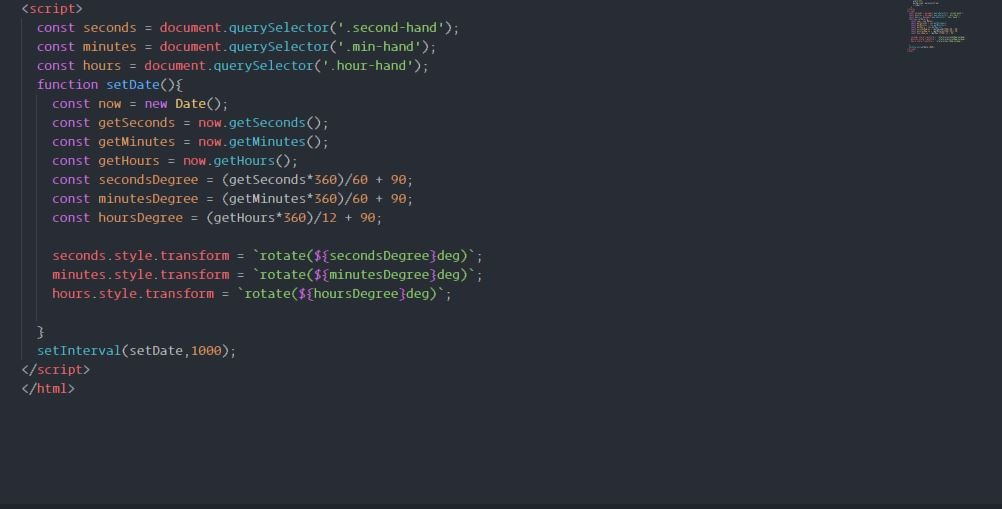 <script>
const seconds = document.querySelector('.second-hand');
const minutes = document.querySelector('.min-hand');
const hours = document.querySelector('.hour-hand');
function setDate(){
const now = new Date();
const getSeconds = now.getSeconds();
const getMinutes = now.getMinutes();
const getHours = now.getHours();
const secondsDegree = (getSeconds*360)/60 + 90;
const minutesDegree = (getMinutes*360)/60 + 90;
const hoursDegree = (getHours*360)/12 + 90;
seconds.style.transform = `rotate(${secondsDegree}deg)`;
minutes.style.transform = `rotate(${minutesDegree}deg)`;
hours.style.transform = `rotate(${hoursDegree}deg)`;
}
setInterval(setDate,1000);
</script>
</html>